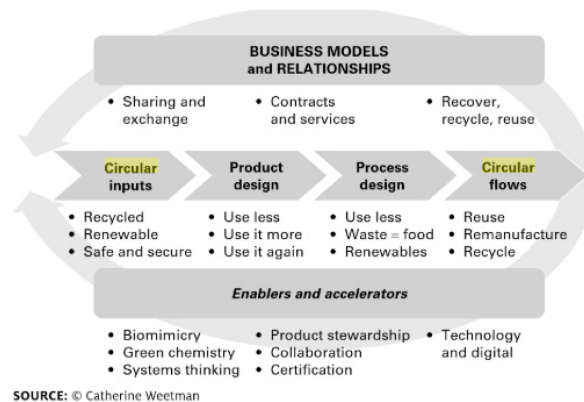 BUSINESS MODELS
and RELATIONSHIPS
• Sharing and
exchange
• Contracts
and services
• Recover,
recycle, reuse
Circular
inputs
Product
design
Process
design
Circular
flows
• Recycled
• Renewable
• Safe and secure
• Use less
• Use it more
• Use it again
• Use less
• Waste = food
• Renewables
• Reuse
• Remanufacture
• Recycle
Enablers and accelerators
• Biomimicry
• Green chemistry
• Systems thinking
• Product stewardship
• Collaboration
• Certification
• Technology
and digital
SOURCE: © Catherine Weetman